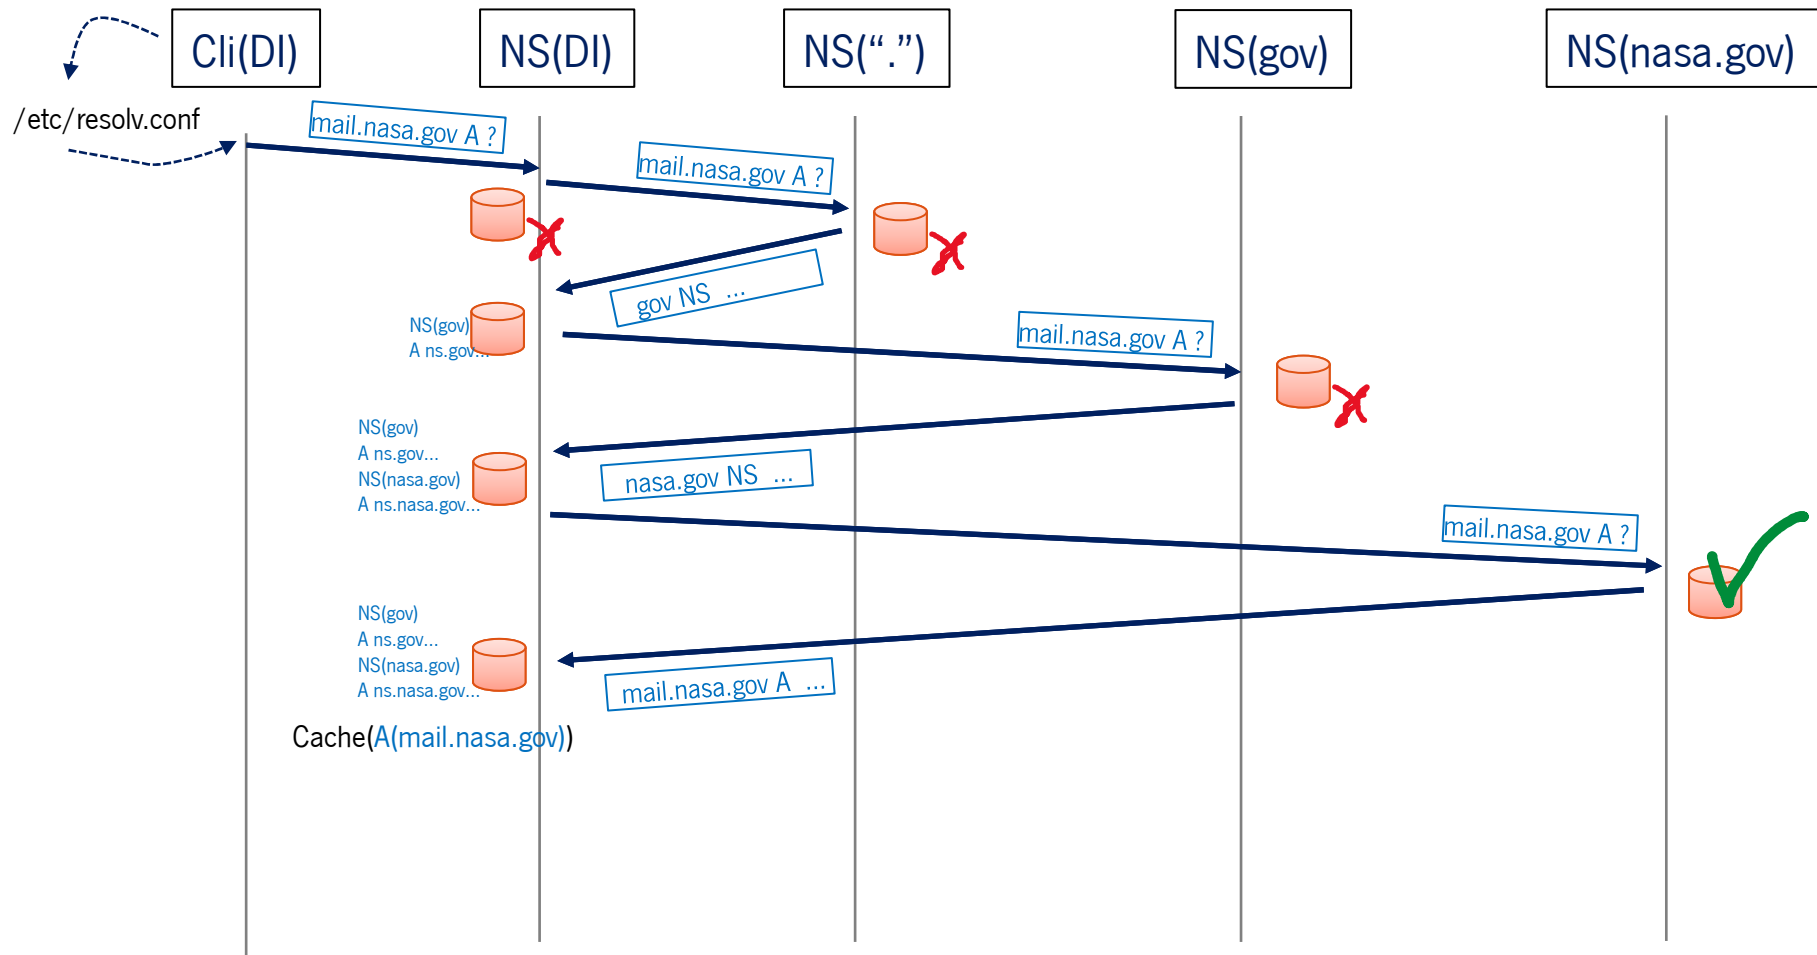 Cli(DI)
NS(DI)
NS(“.”)
NS(gov)
NS(nasa.gov)
/etc/resolv.conf
mail.nasa.gov A ?
mail.nasa.gov A ?
gov NS ...
NS(gov)
A ns.gov...
mail.nasa.gov A ?
NS(gov)
A ns.gov...
NS(nasa.gov)
A ns.nasa.gov...
nasa.gov NS ...
mail.nasa.gov A ?
NS(gov)
A ns.gov...
NS(nasa.gov)
A ns.nasa.gov...
mail.nasa.gov A ...
Cache(A(mail.nasa.gov))